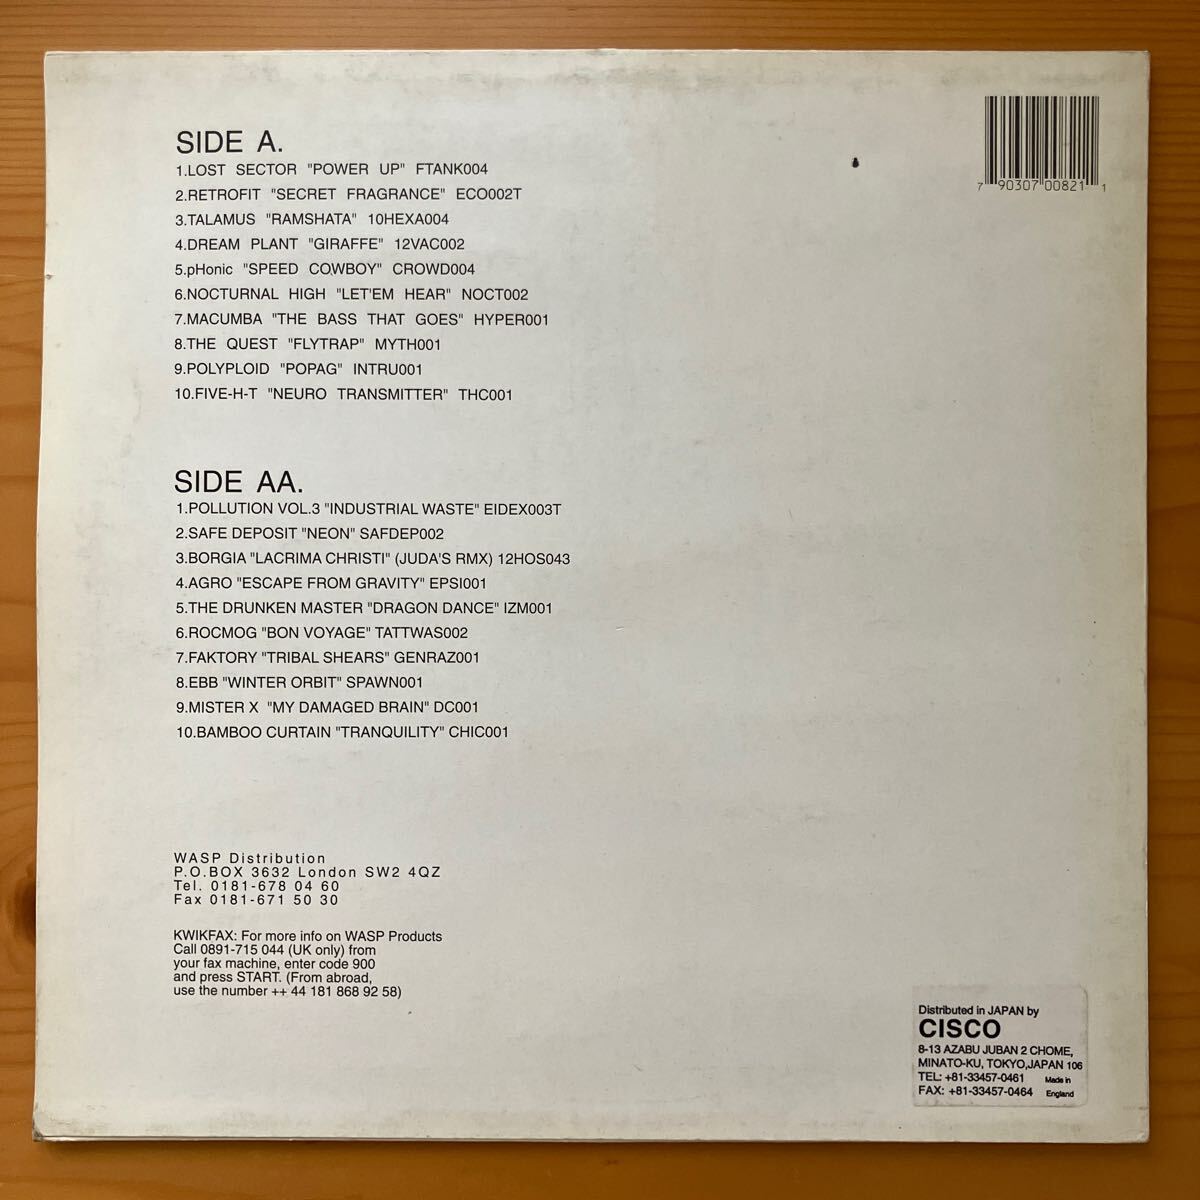 SIDE A.
1.LOST SECTOR "POWER UP" FTANK004
2.RETROFIT "SECRET FRAGRANCE" ECO002T
3.TALAMUS "RAMSHATA" 10HEXA004
4.DREAM PLANT "GIRAFFE" 12VAC002
5.pHonic "SPEED COWBOY" CROWD004
6.NOCTURNAL HIGH "LET'EM HEAR" NOCT002
7.MACUMBA "THE BASS THAT GOES" HYPER001
8.THE QUEST "FLYTRAP" MYTH001
9.POLYPLOID "POPAG" INTRU001
10.FIVE-H-T "NEURO TRANSMITTER" THC001
7 90307 00821 1
SIDE AA.
1.POLLUTION VOL.3 "INDUSTRIAL WASTE" EIDEX003T
2.SAFE DEPOSIT "NEON" SAFDEP002
3.BORGIA "LACRIMA CHRISTI" (JUDA'S RMX) 12HOS043
4.AGRO "ESCAPE FROM GRAVITY" EPSI001
5.THE DRUNKEN MASTER "DRAGON DANCE" IZM001
6.ROCMOG "BON VOYAGE" TATTWAS002
7.FAKTORY "TRIBAL SHEARS" GENRAZ001
8.EBB "WINTER ORBIT" SPAWN001
9.MISTER X "MY DAMAGED BRAIN" DC001
10.BAMBOO CURTAIN "TRANQUILITY" CHIC001
WASP Distribution
P.O.BOX 3632 London SW2 4QZ
Tel. 0181-678 04 60
Fax 0181-671 50 30
KWIKFAX: For more info on WASP Products
Call 0891-715 044 (UK only) from
your fax machine, enter code 900
and press START. (From abroad,
use the number ++ 44 181 868 92 58)
Distributed in JAPAN by
CISCO
8-13 AZABU JUBAN 2 CHOME,
MINATO-KU, TOKYO,JAPAN 106
TEL: +81-33457-0461
FAX: +81-33457-0464
Made in
England